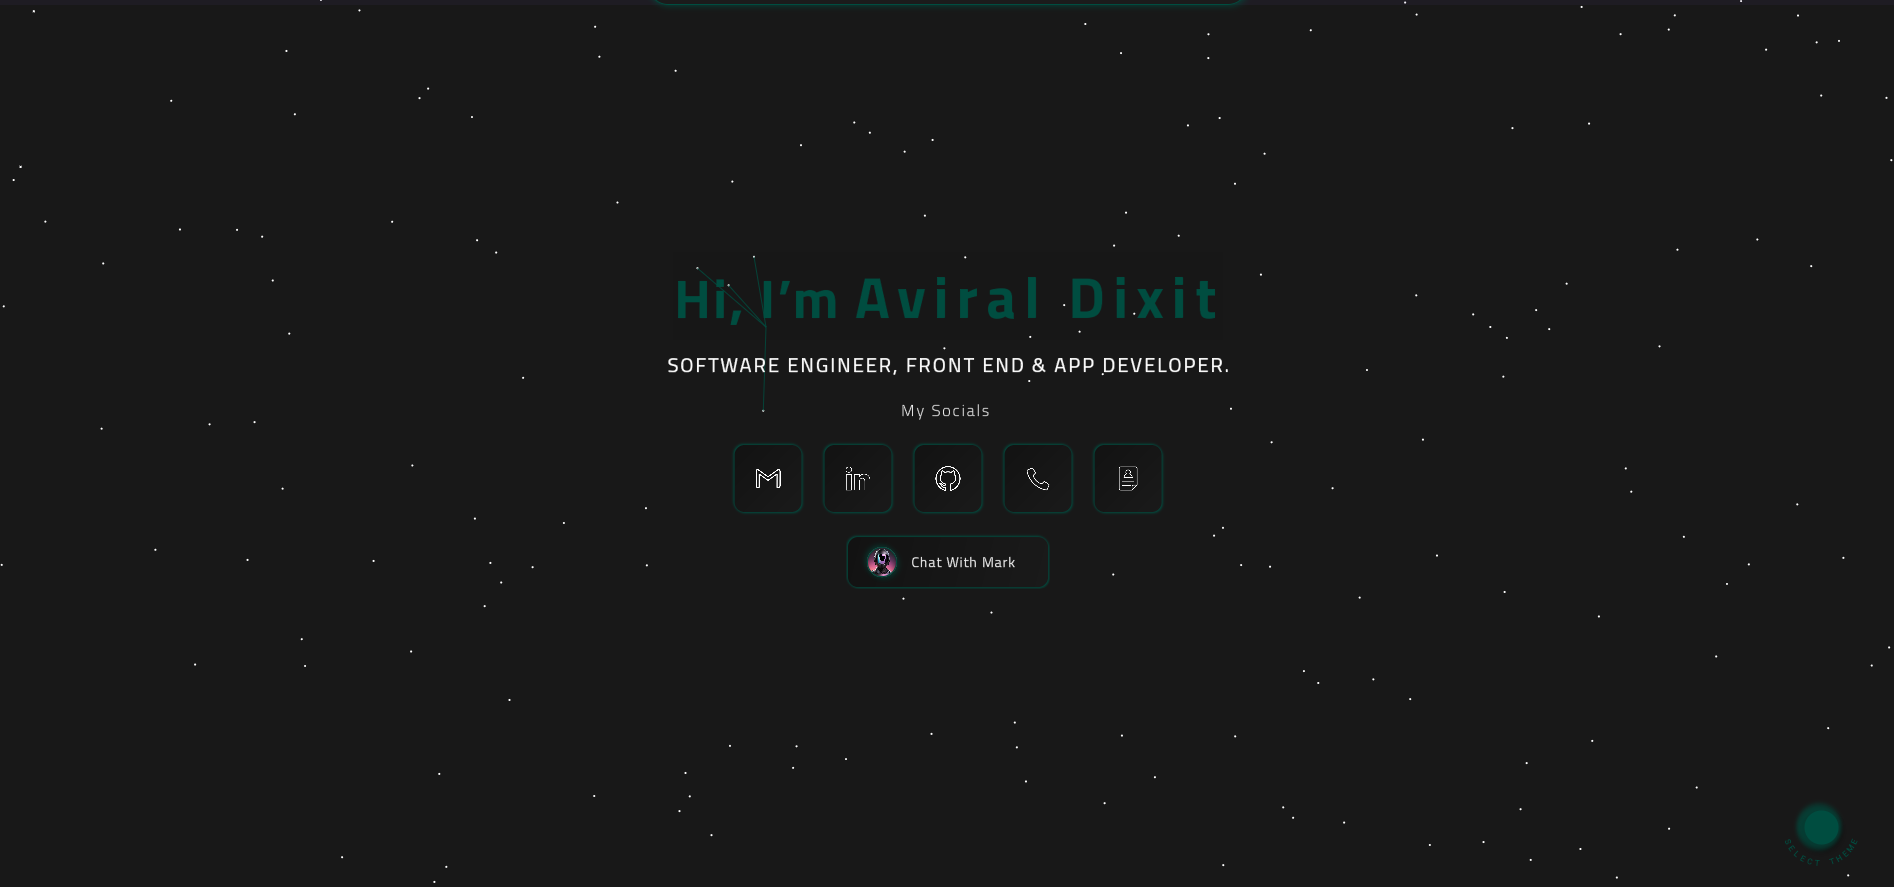 Hi, I’m Aviral Dixit
SOFTWARE ENGINEER, FRONT END & APP DEVELOPER.
My Socials
Chat With Mark
SELECT THEME